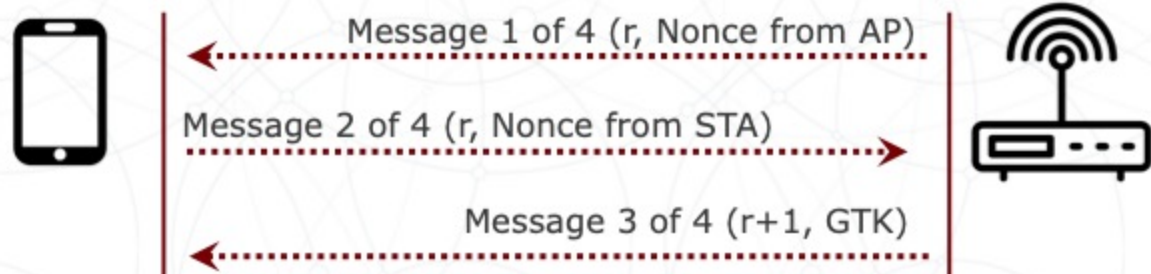 Message 1 of 4 (r, Nonce from AP)
Message 2 of 4 (r, Nonce from STA)
Message 3 of 4 (r+1, GTK)